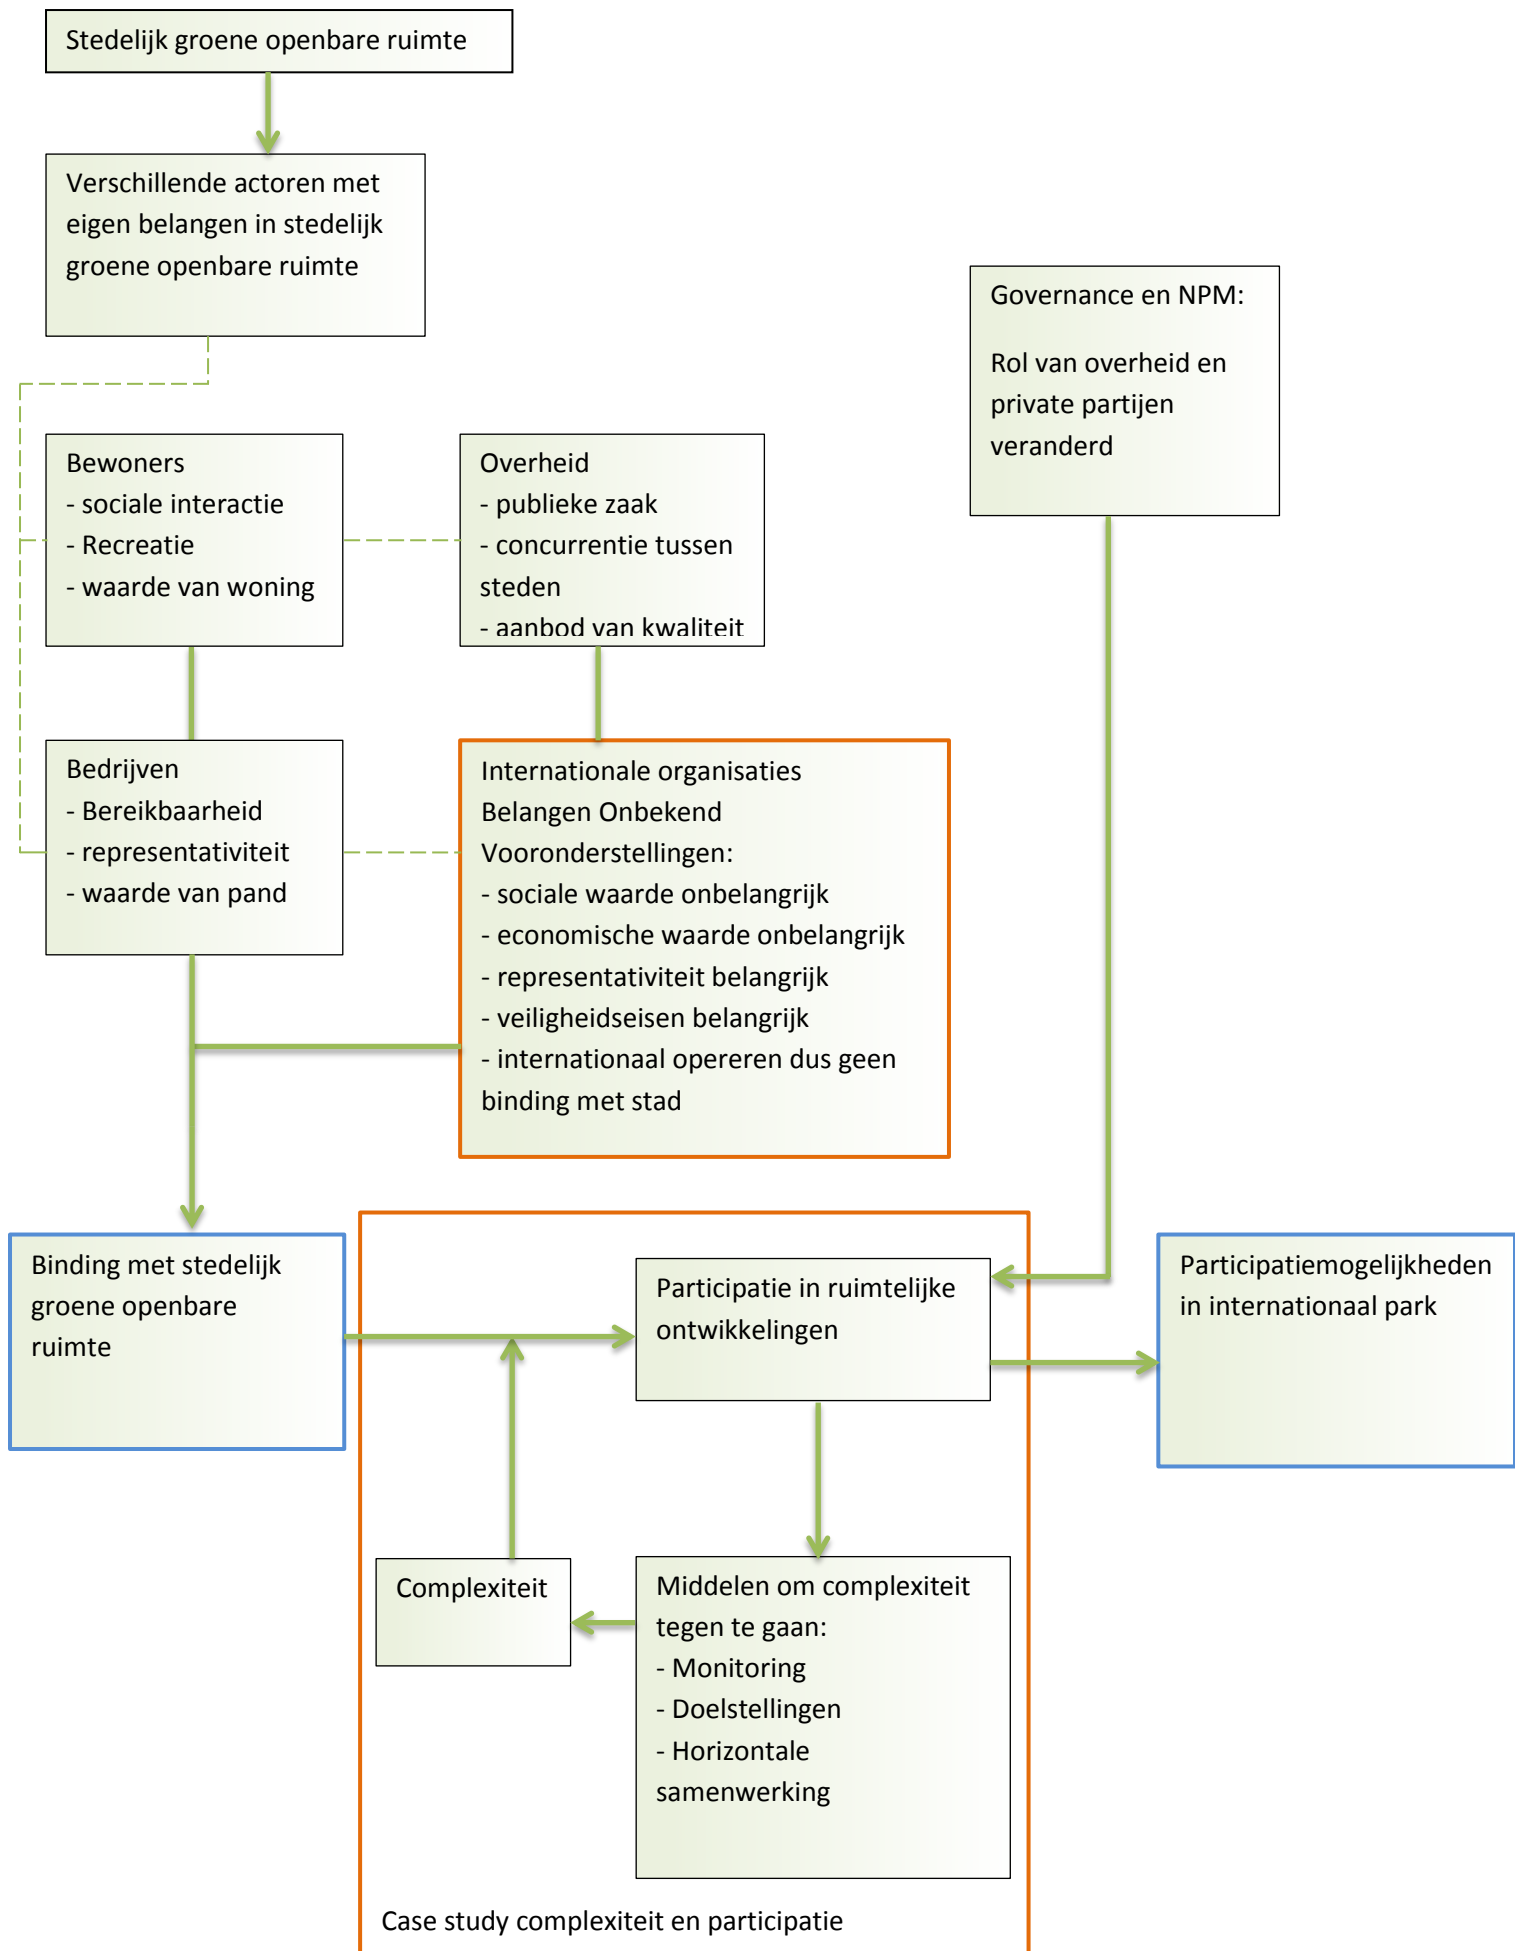 Stedelijk groene openbare ruimte
Verschillende actoren met
eigen belangen in stedelijk
groene openbare ruimte
Governance en NPM:
Rol van overheid en
private partijen
veranderd
Bewoners
- sociale interactie
- Recreatie
- waarde van woning
Overheid
- publieke zaak
- concurrentie tussen
steden
- aanbod van kwaliteit
Bedrijven
- Bereikbaarheid
- representativiteit
- waarde van pand
Internationale organisaties
Belangen Onbekend
Vooronderstellingen:
- sociale waarde onbelangrijk
- economische waarde onbelangrijk
- representativiteit belangrijk
- veiligheidseisen belangrijk
- internationaal opereren dus geen
binding met stad
Binding met stedelijk
groene openbare
ruimte
Participatie in ruimtelijke
ontwikkelingen
Participatiemogelijkheden
in internationaal park
Complexiteit
Middelen om complexiteit
tegen te gaan:
- Monitoring
- Doelstellingen
- Horizontale
samenwerking
Case study complexiteit en participatie